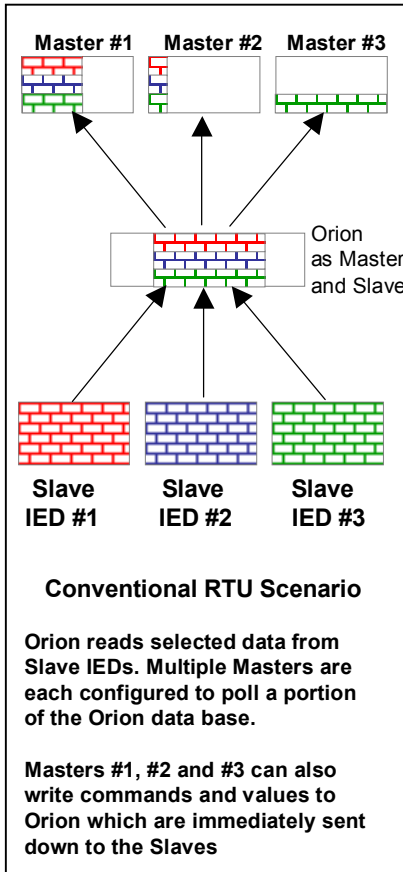 Master #1 Master #2 Master #3
Orion
as Master
and Slave
Slave Slave Slave
IED #1 IED #2 IED #3
Conventional RTU Scenario
Orion reads selected data from
Slave IEDs. Multiple Masters are
each configured to poll a portion
of the Orion data base.
Masters #1, #2 and #3 can also
write commands and values to
Orion which are immediately sent
down to the Slaves